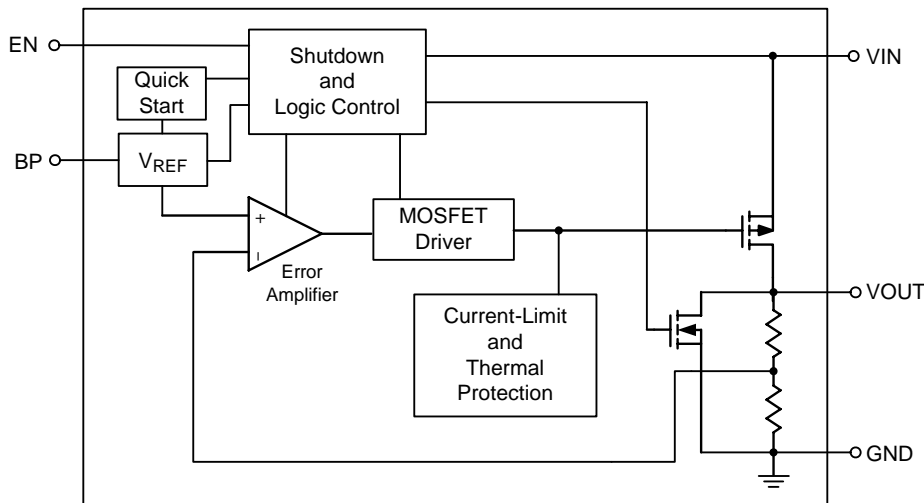 EN
VIN
Shutdown
and
Logic Control
Quick
Start
BP
VREF
+
−
Error
Amplifier
MOSFET
Driver
Current-Limit
and
Thermal
Protection
VOUT
GND